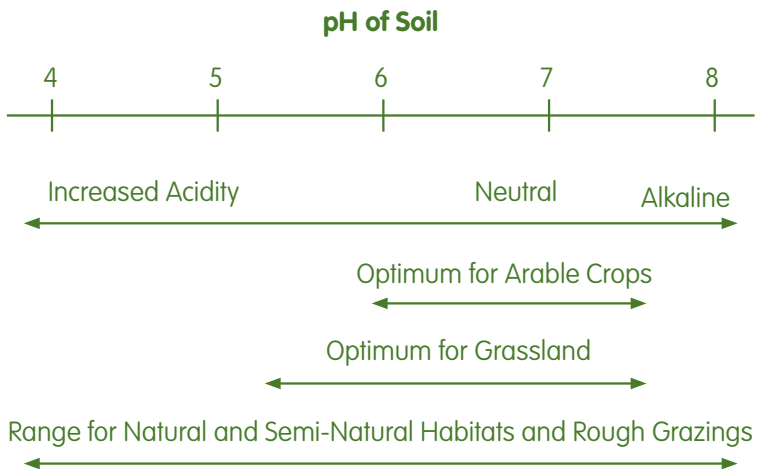 pH of Soil
4 5 6 7 8
Increased Acidity Neutral Alkaline
Optimum for Arable Crops
Optimum for Grassland
Range for Natural and Semi-Natural Habitats and Rough Grazings